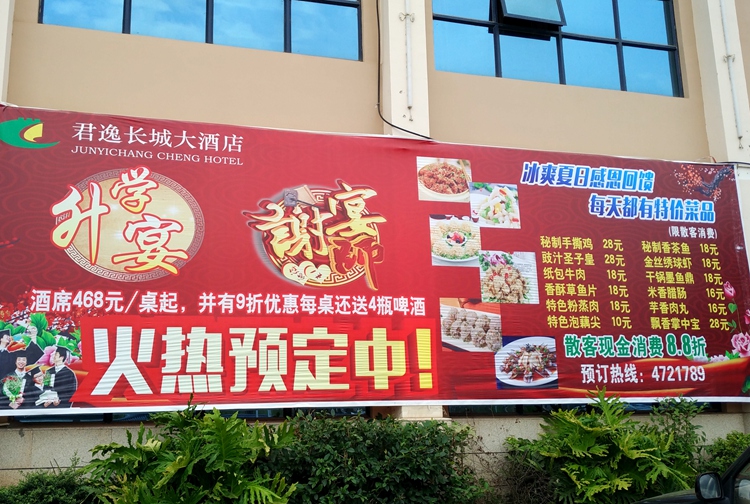 君逸长城大酒店
JUNYICHANG CHENG HOTEL
升学宴
谢师宴
酒席468元/桌起，并有9折优惠每桌还送4瓶啤酒
火热预定中!
冰爽夏日感恩回馈
每天都有特价菜品
(限散客消费)
秘制手撕鸡 28元 秘制香茶鱼 18元
豉汁圣子皇 28元 金丝绣球虾 18元
纸包牛肉 18元 干锅墨鱼鼎 18元
香酥草鱼片 18元 米香腊肠 16元
特色粉蒸肉 18元 芋香肉丸 16元
特色泡藕尖 10元 飘香掌中宝 28元
散客现金消费8.8折
预订热线：4721789